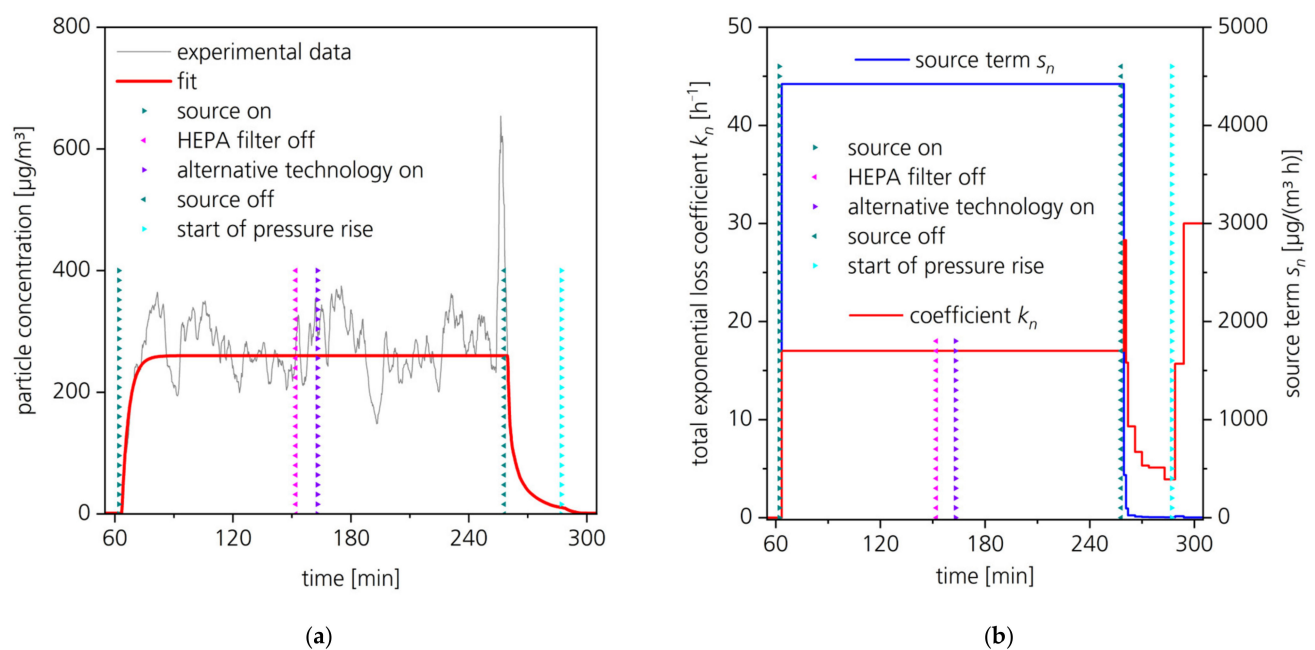 800
600
400
200
0
particle concentration [µg/m³]
experimental data
fit
source on
HEPA filter off
alternative technology on
source off
start of pressure rise
60
120
180
240
300
time [min]
(a)
50
40
30
20
10
0
total exponential loss coefficient kn [h⁻¹]
source term sn
source on
HEPA filter off
alternative technology on
source off
start of pressure rise
coefficient kn
5000
4000
3000
2000
1000
0
source term sn [µg/(m³ h)]
60
120
180
240
300
time [min]
(b)